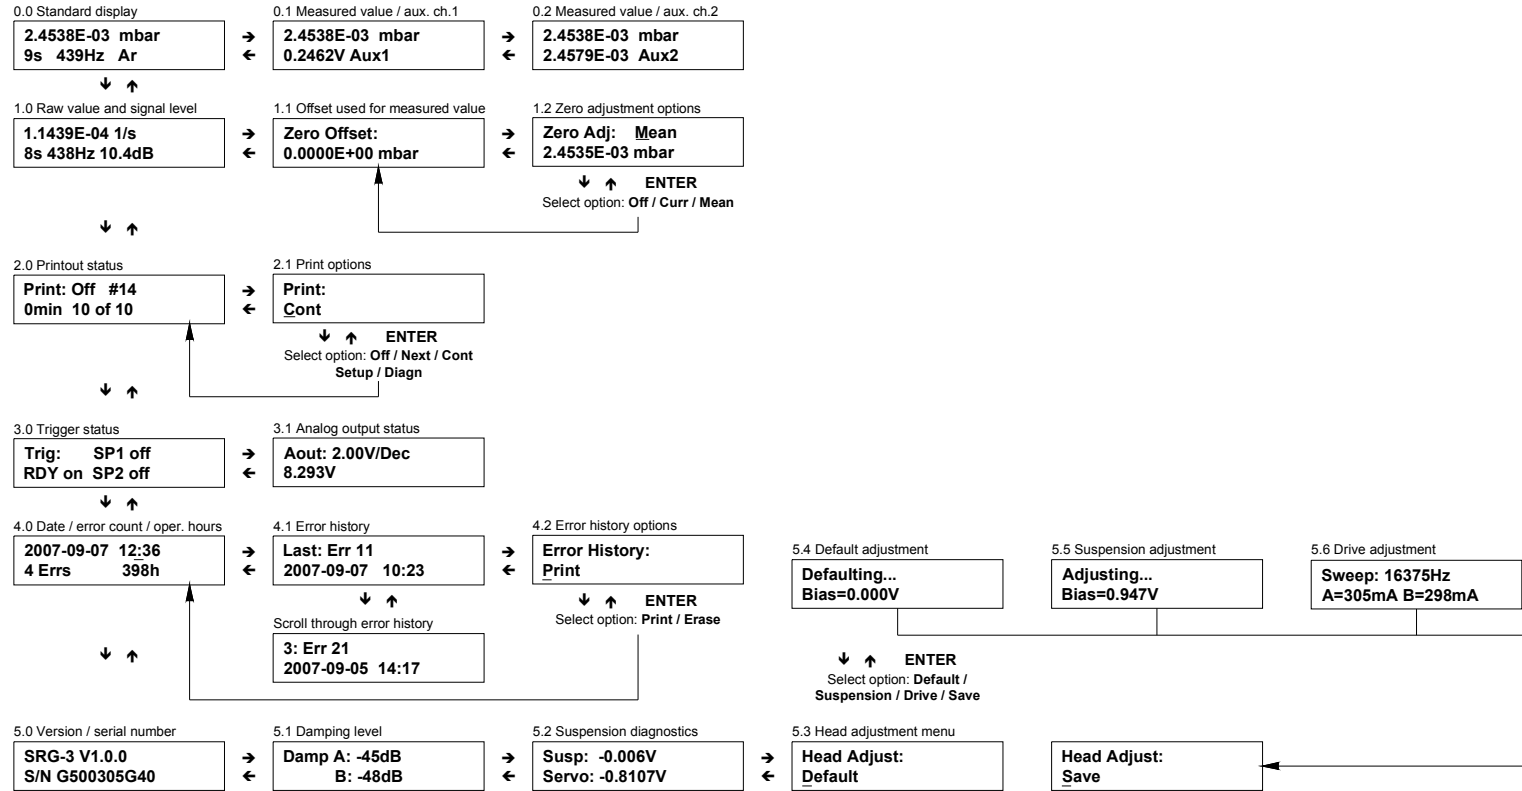 0.0 Standard display
2.4538E-03 mbar
9s 439Hz Ar
0.1 Measured value / aux. ch.1
2.4538E-03 mbar
0.2462V Aux1
0.2 Measured value / aux. ch.2
2.4538E-03 mbar
2.4579E-03 Aux2
1.0 Raw value and signal level
1.1439E-04 1/s
8s 438Hz 10.4dB
1.1 Offset used for measured value
Zero Offset:
0.0000E+00 mbar
1.2 Zero adjustment options
Zero Adj: Mean
2.4535E-03 mbar
ENTER
Select option: Off / Curr / Mean
2.0 Printout status
Print: Off #14
0min 10 of 10
2.1 Print options
Print:
Cont
ENTER
Select option: Off / Next / Cont
Setup / Diagn
3.0 Trigger status
Trig: SP1 off
RDY on SP2 off
3.1 Analog output status
Aout: 2.00V/Dec
8.293V
4.0 Date / error count / oper. hours
2007-09-07 12:36
4 Errs 398h
4.1 Error history
Last: Err 11
2007-09-07 10:23
Scroll through error history
3: Err 21
2007-09-05 14:17
4.2 Error history options
Error History:
Print
ENTER
Select option: Print / Erase
5.4 Default adjustment
Defaulting...
Bias=0.000V
5.5 Suspension adjustment
Adjusting...
Bias=0.947V
5.6 Drive adjustment
Sweep: 16375Hz
A=305mA B=298mA
ENTER
Select option: Default /
Suspension / Drive / Save
5.0 Version / serial number
SRG-3 V1.0.0
S/N G500305G40
5.1 Damping level
Damp A: -45dB
B: -48dB
5.2 Suspension diagnostics
Susp: -0.006V
Servo: -0.8107V
5.3 Head adjustment menu
Head Adjust:
Default
Head Adjust:
Save